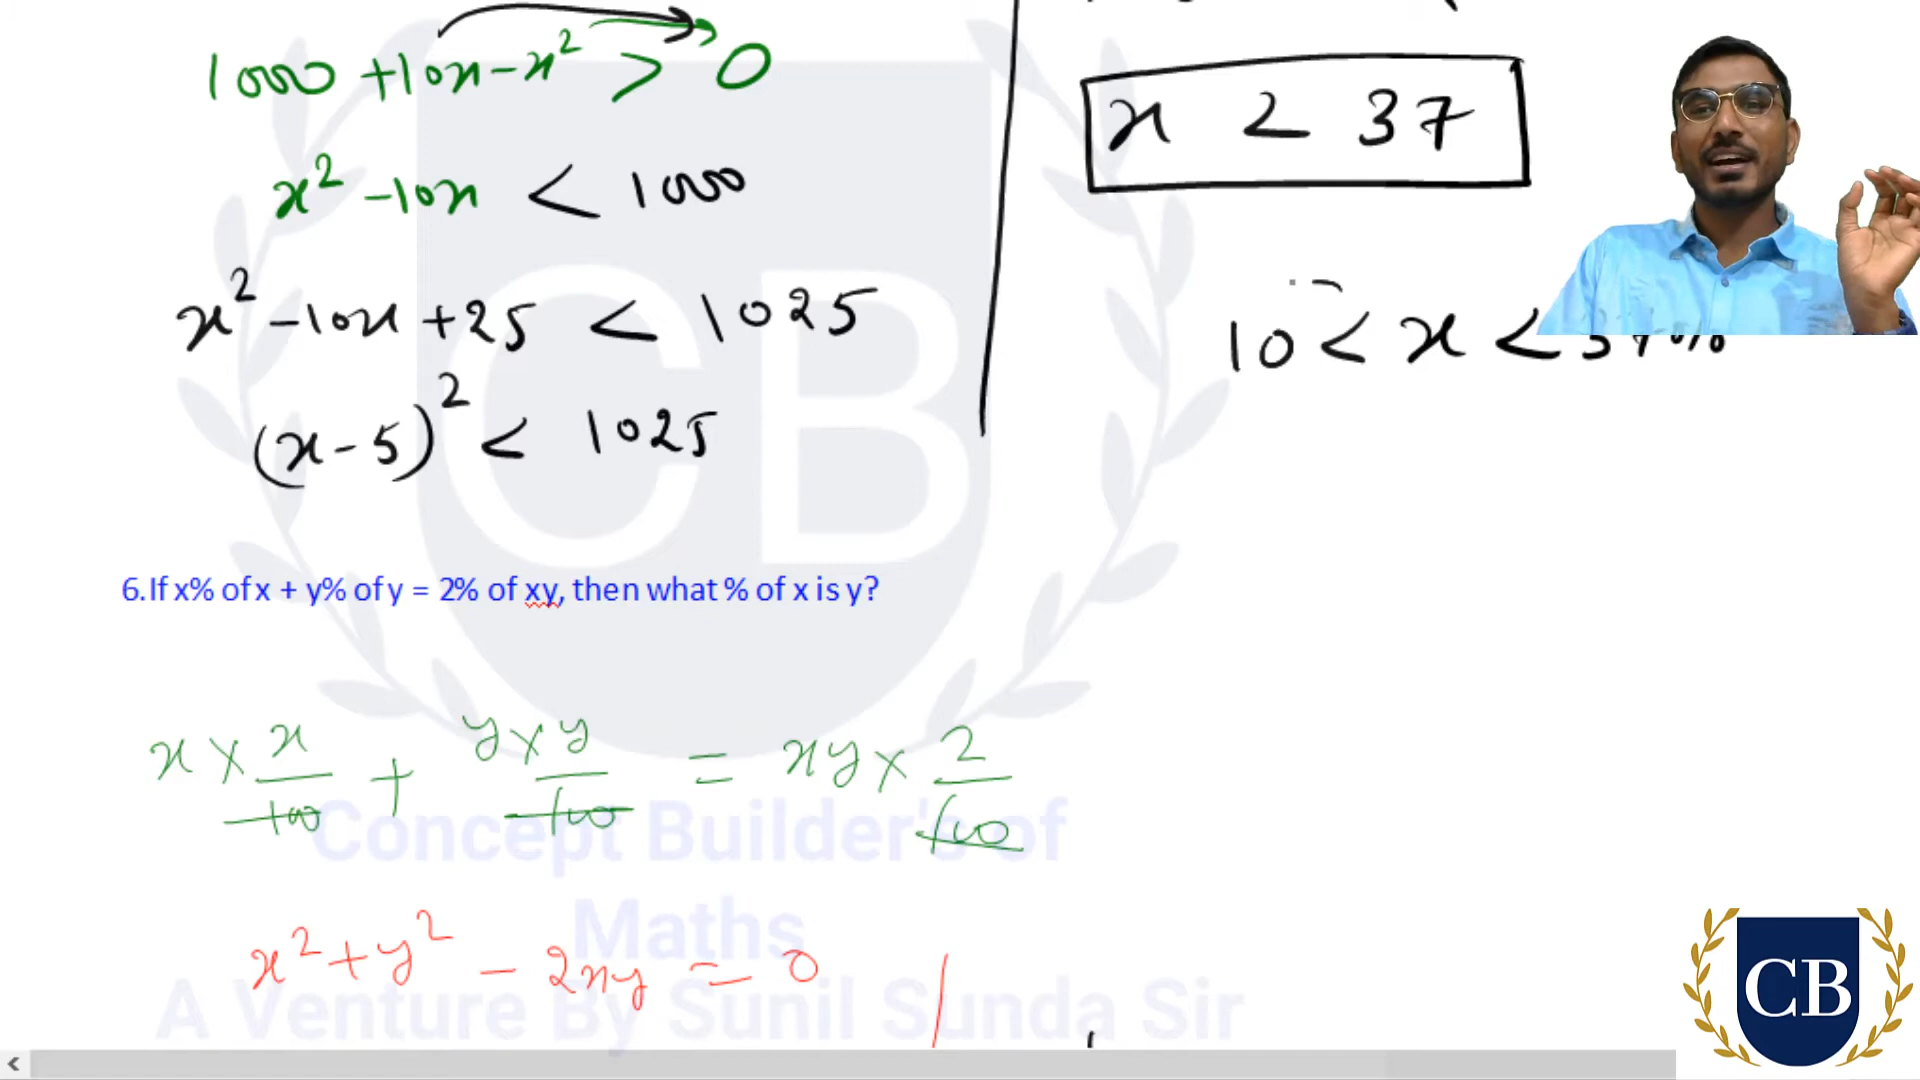 1000 + 10x - x² > 0
x² - 10x < 1000
x² - 10x + 25 < 1025
(x - 5)² < 1025
x < 37
10 < x < 37%
6.If x% of x + y% of y = 2% of xy, then what % of x is y?
x × x/100 + y × y/100 = xy × 2/100
x² + y² - 2xy = 0
Concept Builder's of
Maths
A Venture By Sunil Sunda Sir
CB
CB